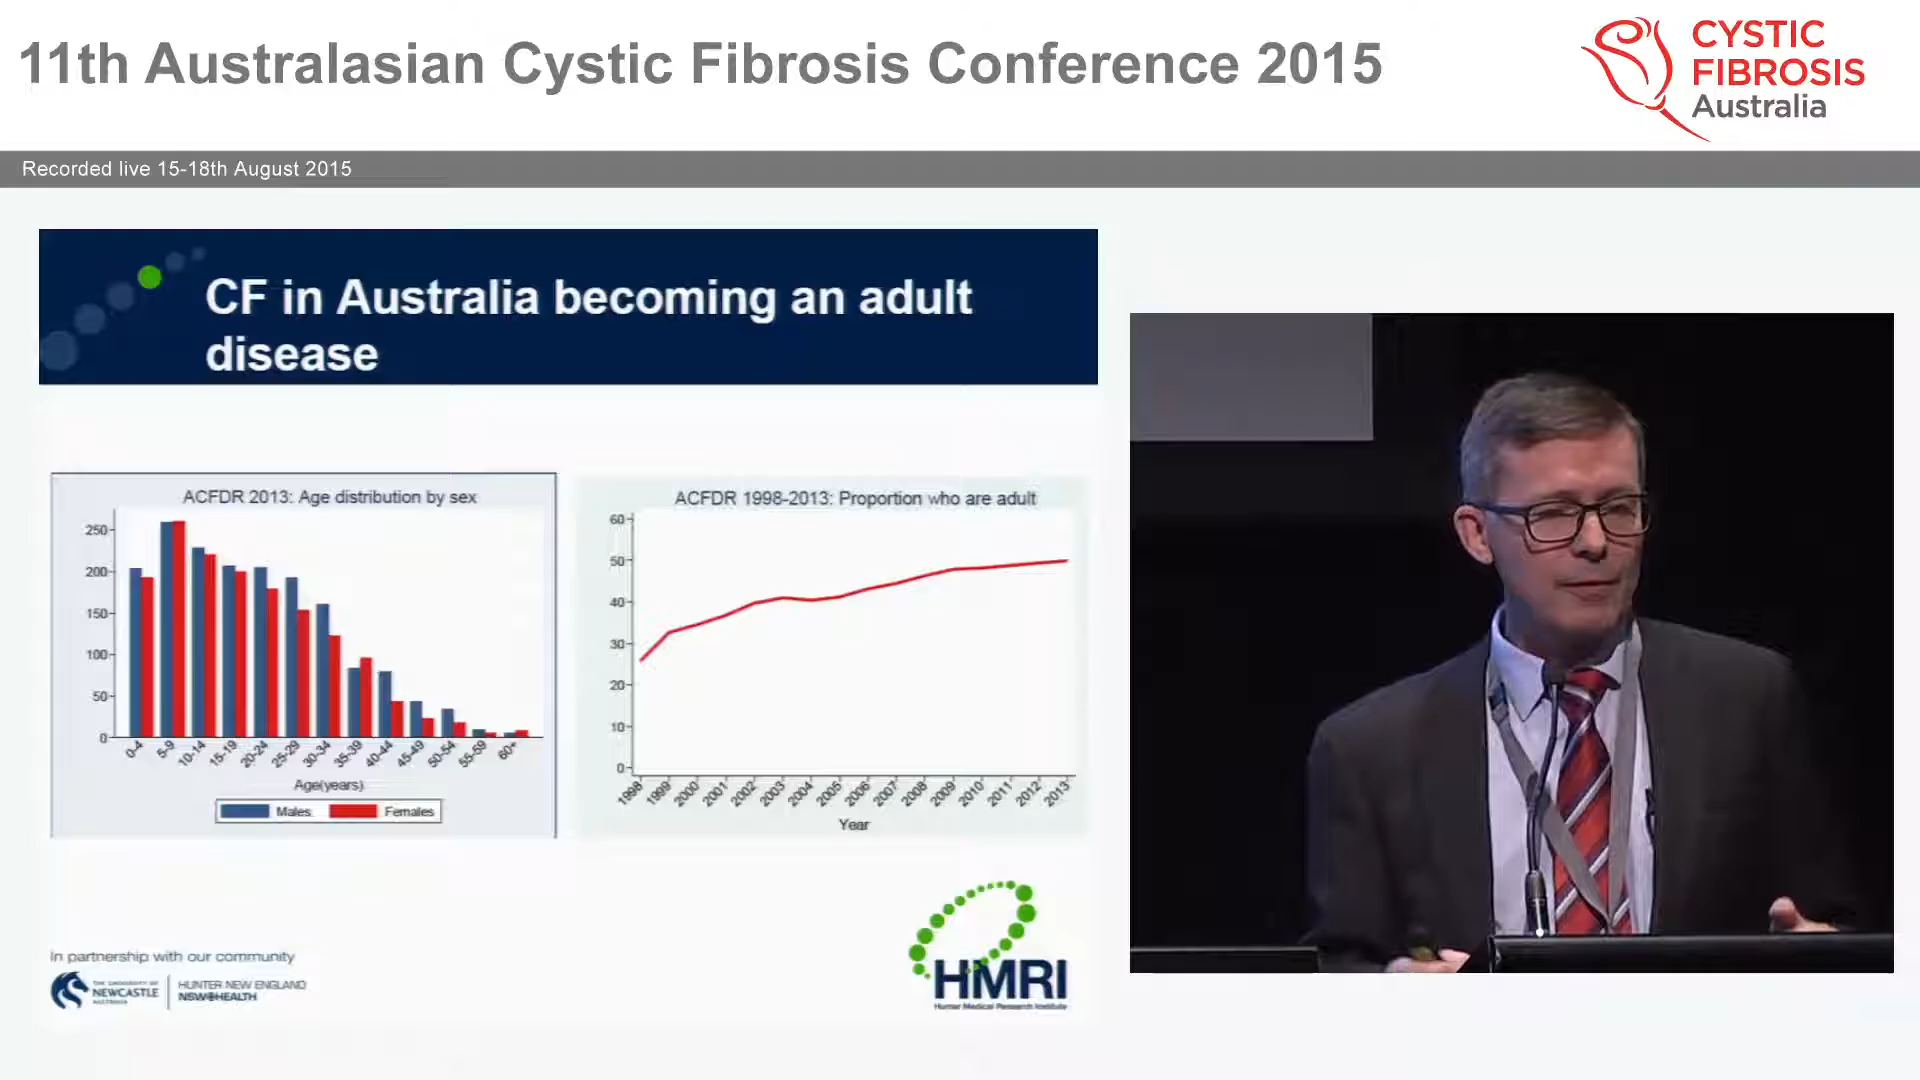 11th Australasian Cystic Fibrosis Conference 2015
CYSTIC
FIBROSIS
Australia
Recorded live 15-18th August 2015
CF in Australia becoming an adult
disease
ACFDR 2013: Age distribution by sex
250
200
150
100
50
0
0-4 5-9 10-14 15-19 20-24 25-29 30-34 35-39 40-44 45-49 50-54 55-59 60+
Age(years)
Males Females
ACFDR 1998-2013: Proportion who are adult
60
50
40
30
20
10
0
1998 1999 2000 2001 2002 2003 2004 2005 2006 2007 2008 2009 2010 2011 2012 2013
Year
In partnership with our community
THE UNIVERSITY OF
NEWCASTLE
AUSTRALIA
HUNTER NEW ENGLAND
NSW HEALTH
HMRI
Hunter Medical Research Institute